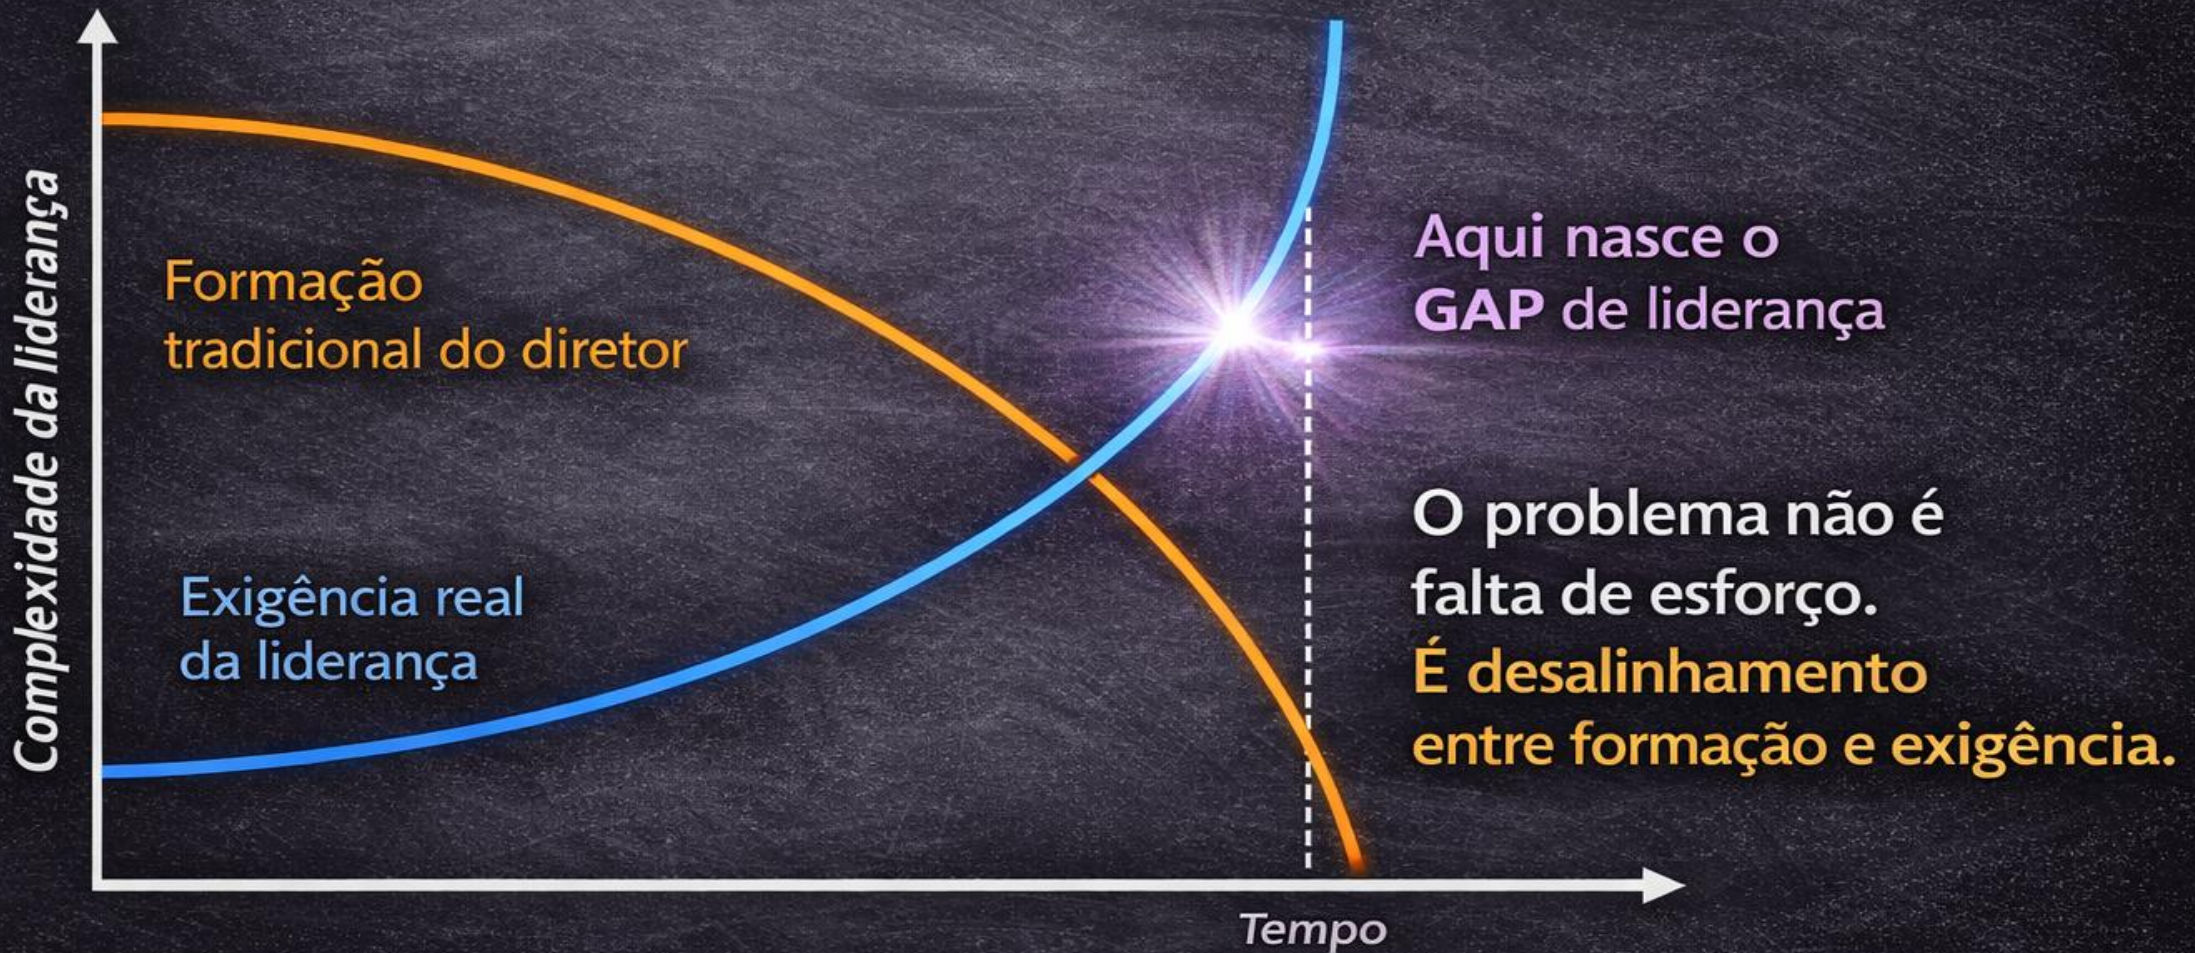 Complexidade da liderança
Formação
tradicional do diretor
Exigência real
da liderança
Aqui nasce o
GAP de liderança
O problema não é
falta de esforço.
É desalinhamento
entre formação e exigência.
Tempo